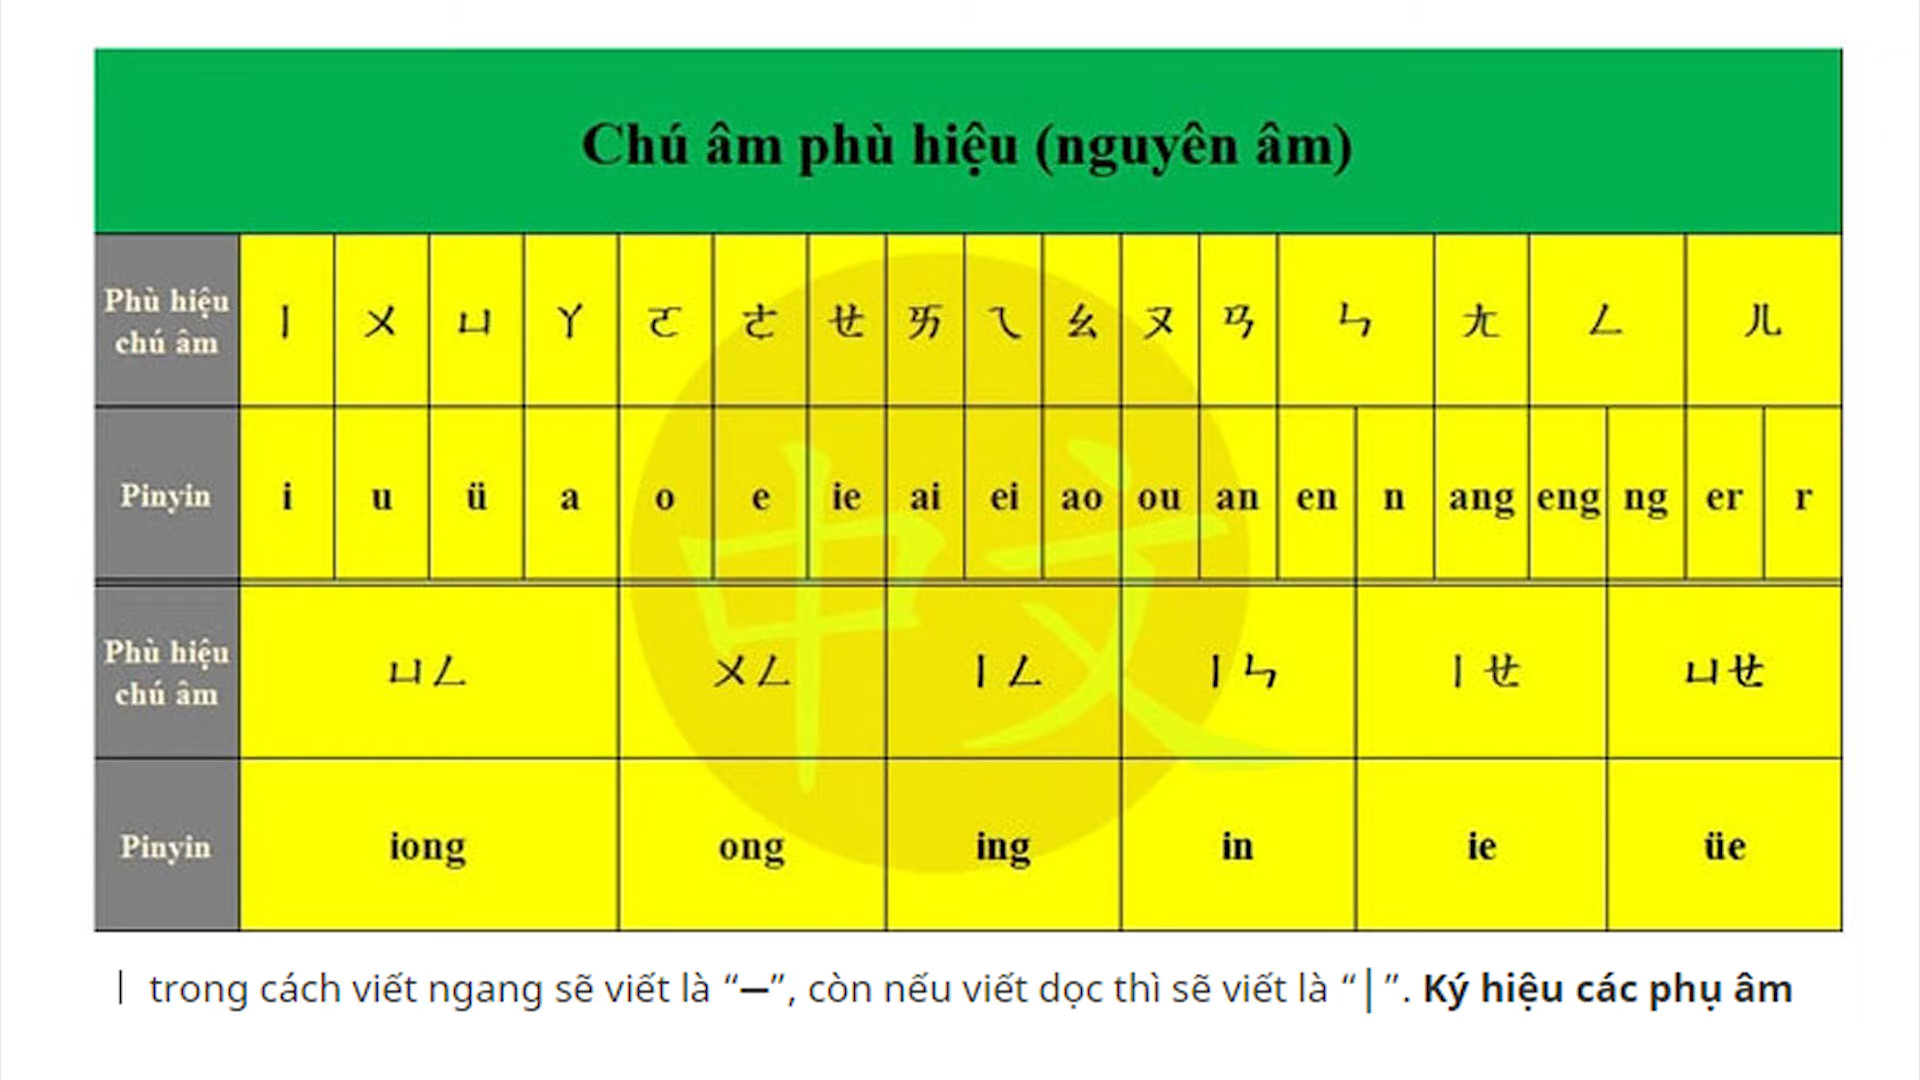 Chú âm phù hiệu (nguyên âm)
Phù hiệu chú âm ㄧ ㄨ ㄩ ㄚ ㄛ ㄜ ㄝ ㄞ ㄟ ㄠ ㄡ ㄢ ㄣ ㄤ ㄥ ㄦ
Pinyin i u ü a o e ie ai ei ao ou an en n ang eng ng er r
Phù hiệu chú âm ㄩㄥ ㄨㄥ ㄧㄥ ㄧㄣ ㄧㄝ ㄩㄝ
Pinyin iong ong ing in ie üe
中文
ㄧ trong cách viết ngang sẽ viết là “─”, còn nếu viết dọc thì sẽ viết là “│”. Ký hiệu các phụ âm